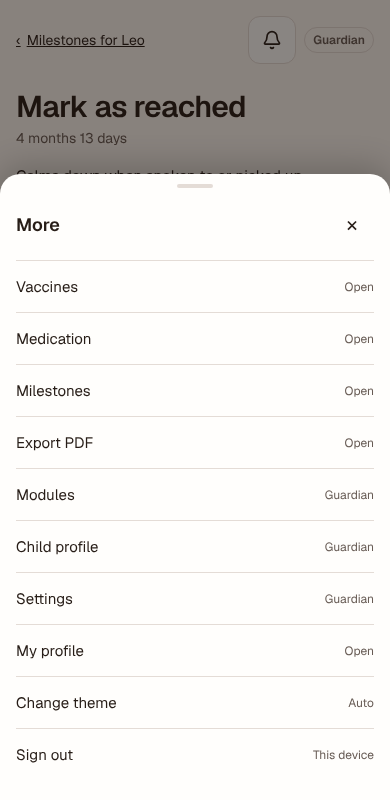 ‹ Milestones for Leo
Guardian
Mark as reached
4 months 13 days
More
×
Vaccines Open
Medication Open
Milestones Open
Export PDF Open
Modules Guardian
Child profile Guardian
Settings Guardian
My profile Open
Change theme Auto
Sign out This device